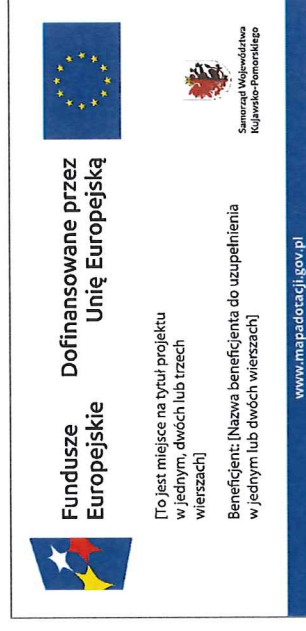 Fundusze
Europejskie
Dofinansowane przez
Unię Europejską
[To jest miejsce na tytuł projektu
w jednym, dwóch lub trzech
wierszach]
Beneficjent: [Nazwa beneficjenta do uzupełnienia
w jednym lub dwóch wierszach]
Samorząd Województwa
Kujawsko-Pomorskiego
www.mapadotacji.gov.pl